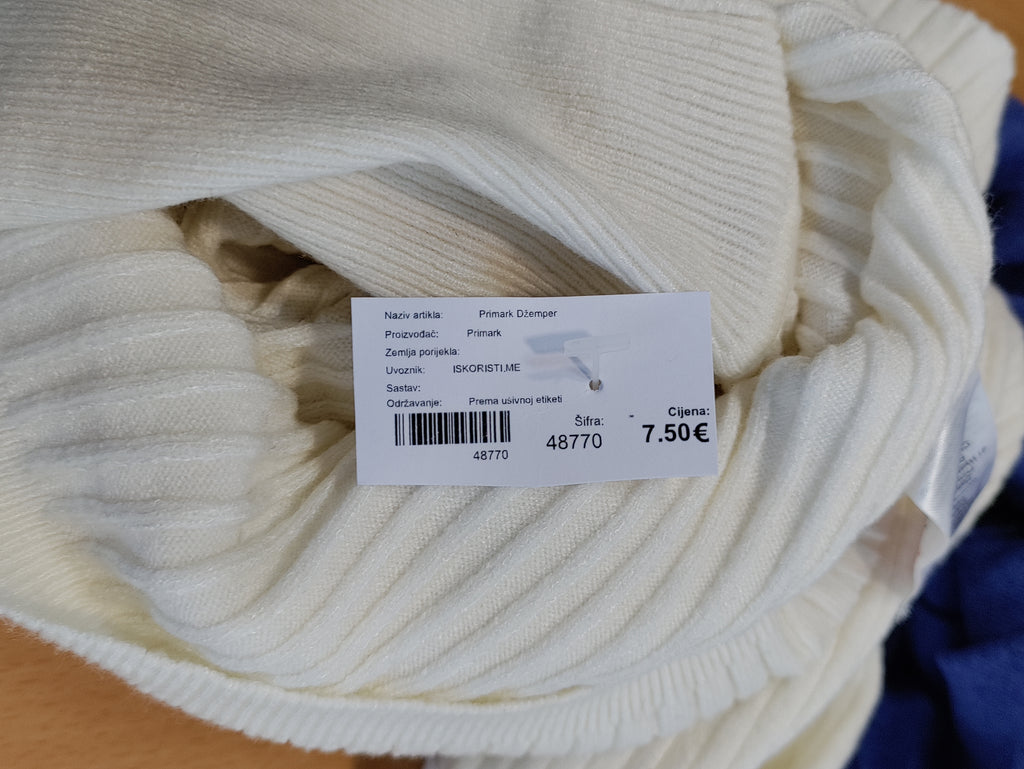 Naziv artikla: Primark Džemper
Proizvođač: Primark
Zemlja porijekla:
Uvoznik: ISKORISTI.ME
Sastav:
Održavanje: Prema ušivnoj etiketi
48770
Šifra:
48770
Cijena:
7.50€